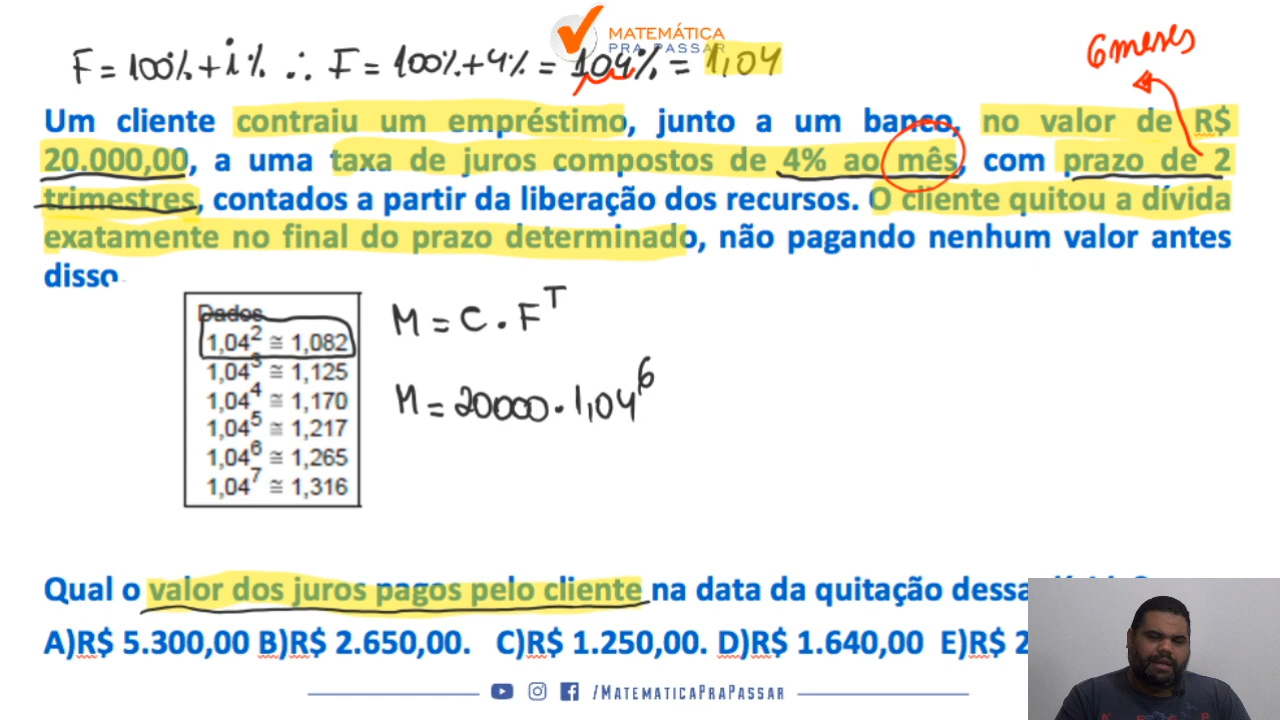 MATEMÁTICA
PRA PASSAR
F = 100% + i% ∴ F = 100% + 4% = 104% = 1,04
6 meses
Um cliente contraiu um empréstimo, junto a um banco, no valor de R$
20.000,00, a uma taxa de juros compostos de 4% ao mês, com prazo de 2
trimestres, contados a partir da liberação dos recursos. O cliente quitou a dívida
exatamente no final do prazo determinado, não pagando nenhum valor antes
disso
Dados
1,04² ≅ 1,082
1,04³ ≅ 1,125
1,04⁴ ≅ 1,170
1,04⁵ ≅ 1,217
1,04⁶ ≅ 1,265
1,04⁷ ≅ 1,316
M = C . F^T
M = 20000 . 1,04⁶
Qual o valor dos juros pagos pelo cliente na data da quitação dessa
A)R$ 5.300,00 B)R$ 2.650,00. C)R$ 1.250,00. D)R$ 1.640,00 E)R$
/MatematicaPraPassar